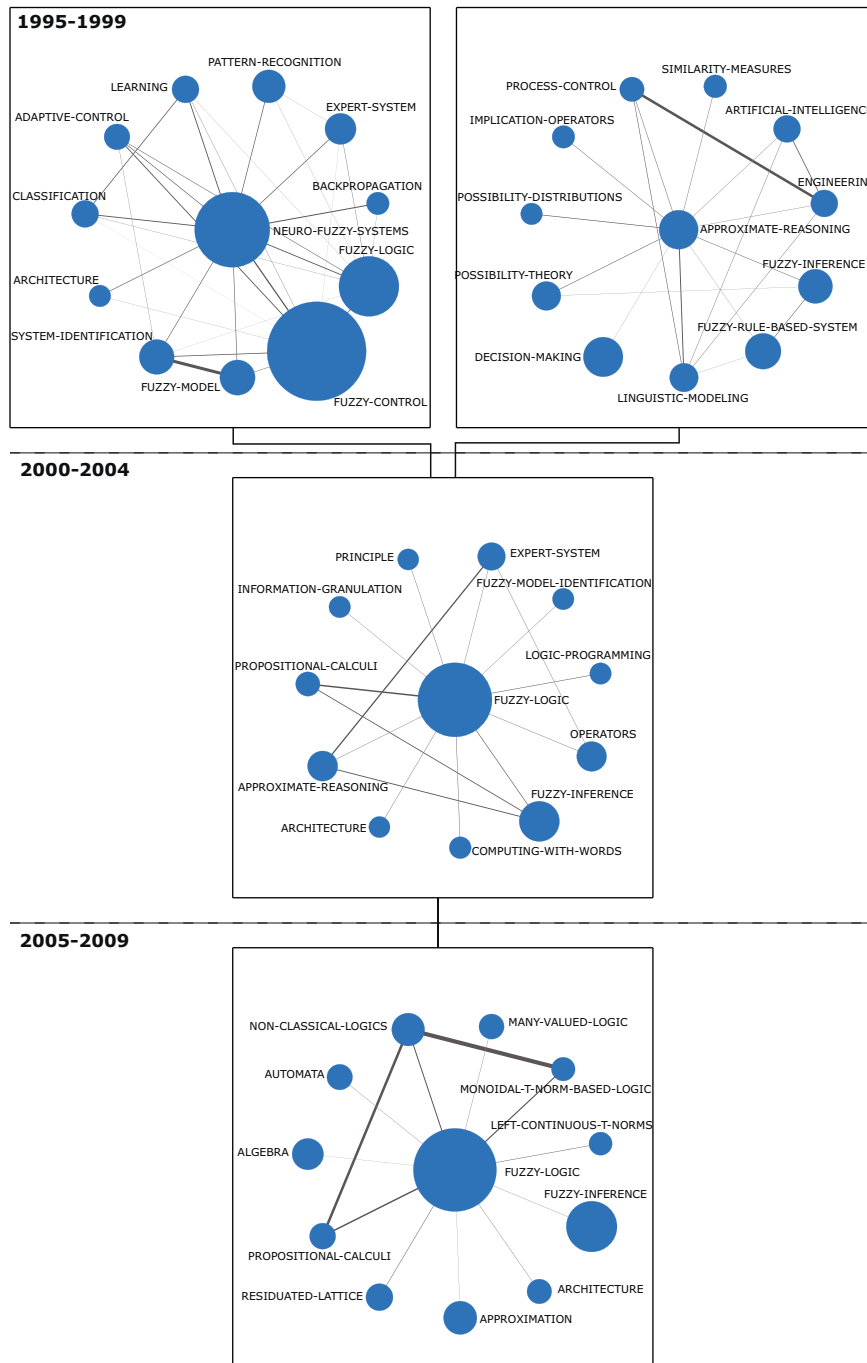 1995-1999
PATTERN-RECOGNITION
LEARNING
EXPERT-SYSTEM
ADAPTIVE-CONTROL
BACKPROPAGATION
CLASSIFICATION
NEURO-FUZZY-SYSTEMS
FUZZY-LOGIC
ARCHITECTURE
SYSTEM-IDENTIFICATION
FUZZY-MODEL
FUZZY-CONTROL
SIMILARITY-MEASURES
PROCESS-CONTROL
ARTIFICIAL-INTELLIGENCE
IMPLICATION-OPERATORS
ENGINEERING
POSSIBILITY-DISTRIBUTIONS
APPROXIMATE-REASONING
FUZZY-INFERENCE
POSSIBILITY-THEORY
FUZZY-RULE-BASED-SYSTEM
DECISION-MAKING
LINGUISTIC-MODELING
2000-2004
PRINCIPLE
EXPERT-SYSTEM
FUZZY-MODEL-IDENTIFICATION
INFORMATION-GRANULATION
LOGIC-PROGRAMMING
PROPOSITIONAL-CALCULI
FUZZY-LOGIC
OPERATORS
APPROXIMATE-REASONING
FUZZY-INFERENCE
ARCHITECTURE
COMPUTING-WITH-WORDS
2005-2009
NON-CLASSICAL-LOGICS
MANY-VALUED-LOGIC
AUTOMATA
MONOIDAL-T-NORM-BASED-LOGIC
LEFT-CONTINUOUS-T-NORMS
ALGEBRA
FUZZY-LOGIC
FUZZY-INFERENCE
PROPOSITIONAL-CALCULI
ARCHITECTURE
RESIDUATED-LATTICE
APPROXIMATION